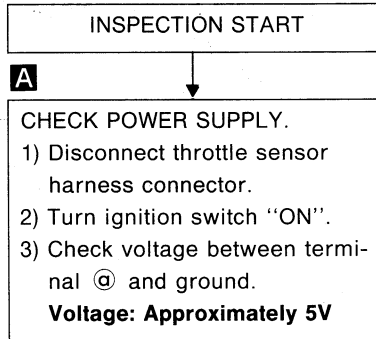 INSPECTION START
A
CHECK POWER SUPPLY.
1) Disconnect throttle sensor
harness connector.
2) Turn ignition switch “ON”.
3) Check voltage between termi-
nal ⓐ and ground.
Voltage: Approximately 5V